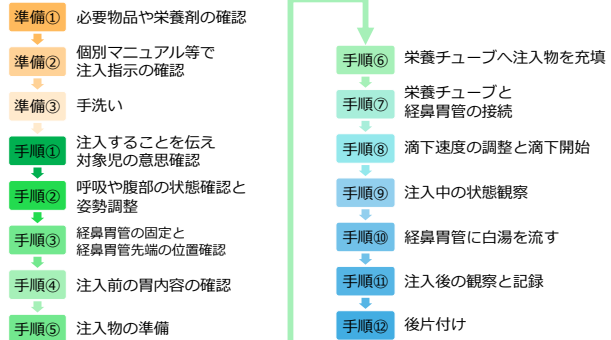 準備① 必要物品や栄養剤の確認
準備② 個別マニュアル等で
注入指示の確認
準備③ 手洗い
手順① 注入することを伝え
対象児の意思確認
手順② 呼吸や腹部の状態確認と
姿勢調整
手順③ 経鼻胃管の固定と
経鼻胃管先端の位置確認
手順④ 注入前の胃内容の確認
手順⑤ 注入物の準備
手順⑥ 栄養チューブへ注入物を充填
手順⑦ 栄養チューブと
経鼻胃管の接続
手順⑧ 滴下速度の調整と滴下開始
手順⑨ 注入中の状態観察
手順⑩ 経鼻胃管に白湯を流す
手順⑪ 注入後の観察と記録
手順⑫ 後片付け